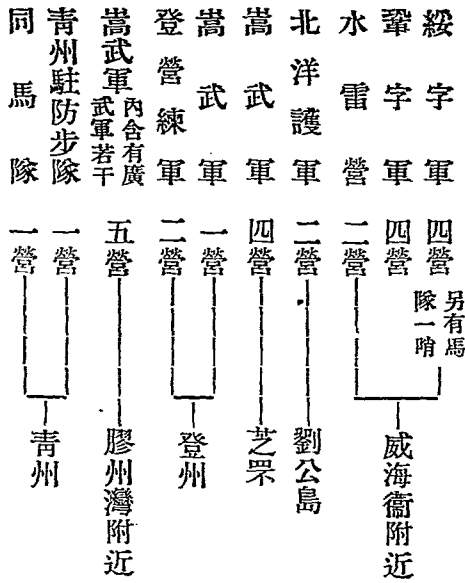 綏字軍 四營 另有馬隊一哨
鞏字軍 四營
水雷營 二營
威海衞附近
北洋護軍 二營 劉公島
嵩武軍 四營 芝罘
嵩武軍 一營
登營練軍 二營
登州
嵩武軍 內含有廣武軍若干 五營 膠州灣附近
青州駐防步隊 一營
同馬隊 一營
青州